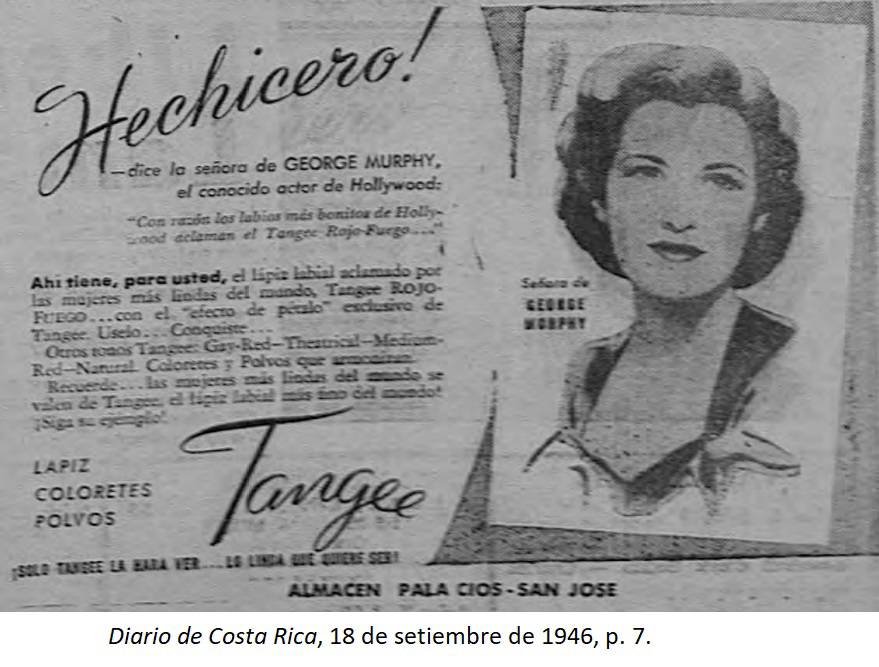 Hechicero!
—dice la señora de GEORGE MURPHY,
el conocido actor de Hollywood:
"Con razón los labios más bonitos de Holly-
wood aclaman el Tangee Rojo-Fuego...."
Ahí tiene, para usted, el lápiz labial aclamado por
las mujeres más lindas del mundo, Tangee ROJO-
FUEGO...con el "efecto de pétalo" exclusivo de
Tangee. Uselo... Conquiste...
Otros tonos Tangee: Gay-Red—Theatrical—Medium-
Red—Natural. Coloretes y Polvos que armonizan.
Recuerde...las mujeres más lindas del mundo se
valen de Tangee, el lápiz labial más fino del mundo!
¡Siga su ejemplo!
LAPIZ
COLORETES
POLVOS
Tangee
Señora de
GEORGE
MURPHY
¡SOLO TANGEE LA HARA VER...LO LINDA QUE QUIERE SER!
ALMACEN PALA CIOS-SAN JOSE
Diario de Costa Rica, 18 de setiembre de 1946, p. 7.